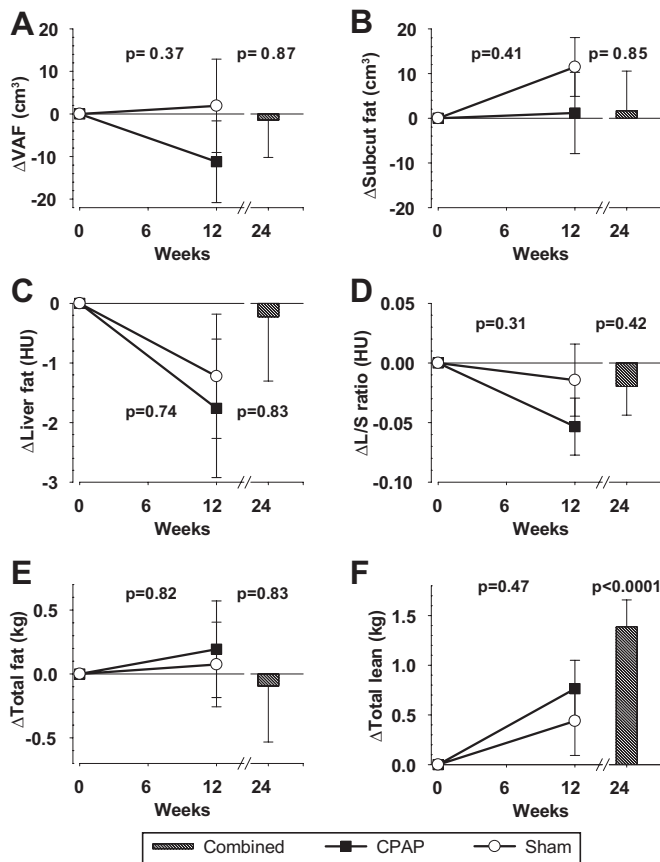 A
p= 0.37 p= 0.87
ΔVAF (cm³)
20
10
0
-10
-20
0 6 12 24
Weeks
B
p=0.41 p= 0.85
ΔSubcut fat (cm³)
20
10
0
-10
20
0 6 12 24
Weeks
C
ΔLiver fat (HU)
0
-1
-2
-3
p=0.74 p=0.83
0 6 12 24
Weeks
D
p=0.31 p=0.42
ΔL/S ratio (HU)
0.05
0.00
-0.05
-0.10
0 6 12 24
Weeks
E
p=0.82 p=0.83
ΔTotal fat (kg)
0.5
0.0
-0.5
0 6 12 24
Weeks
F
p=0.47 p<0.0001
ΔTotal lean (kg)
1.5
1.0
0.5
0.0
0 6 12 24
Weeks
Combined CPAP Sham